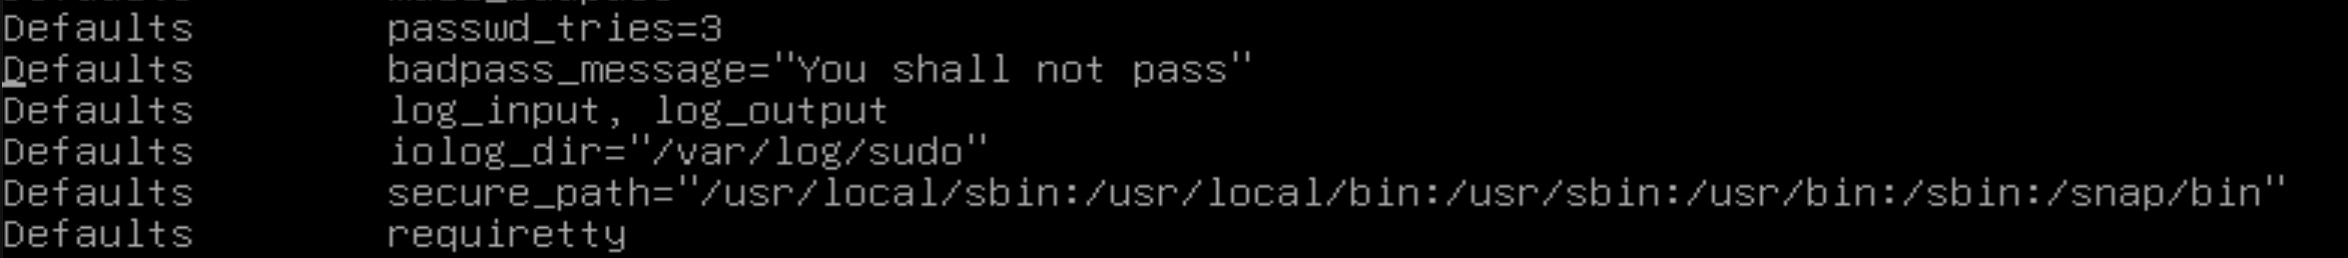 Defaults passwd_tries=3
Defaults badpass_message="You shall not pass"
Defaults log_input, log_output
Defaults iolog_dir="/var/log/sudo"
Defaults secure_path="/usr/local/sbin:/usr/local/bin:/usr/sbin:/usr/bin:/sbin:/snap/bin"
Defaults requiretty